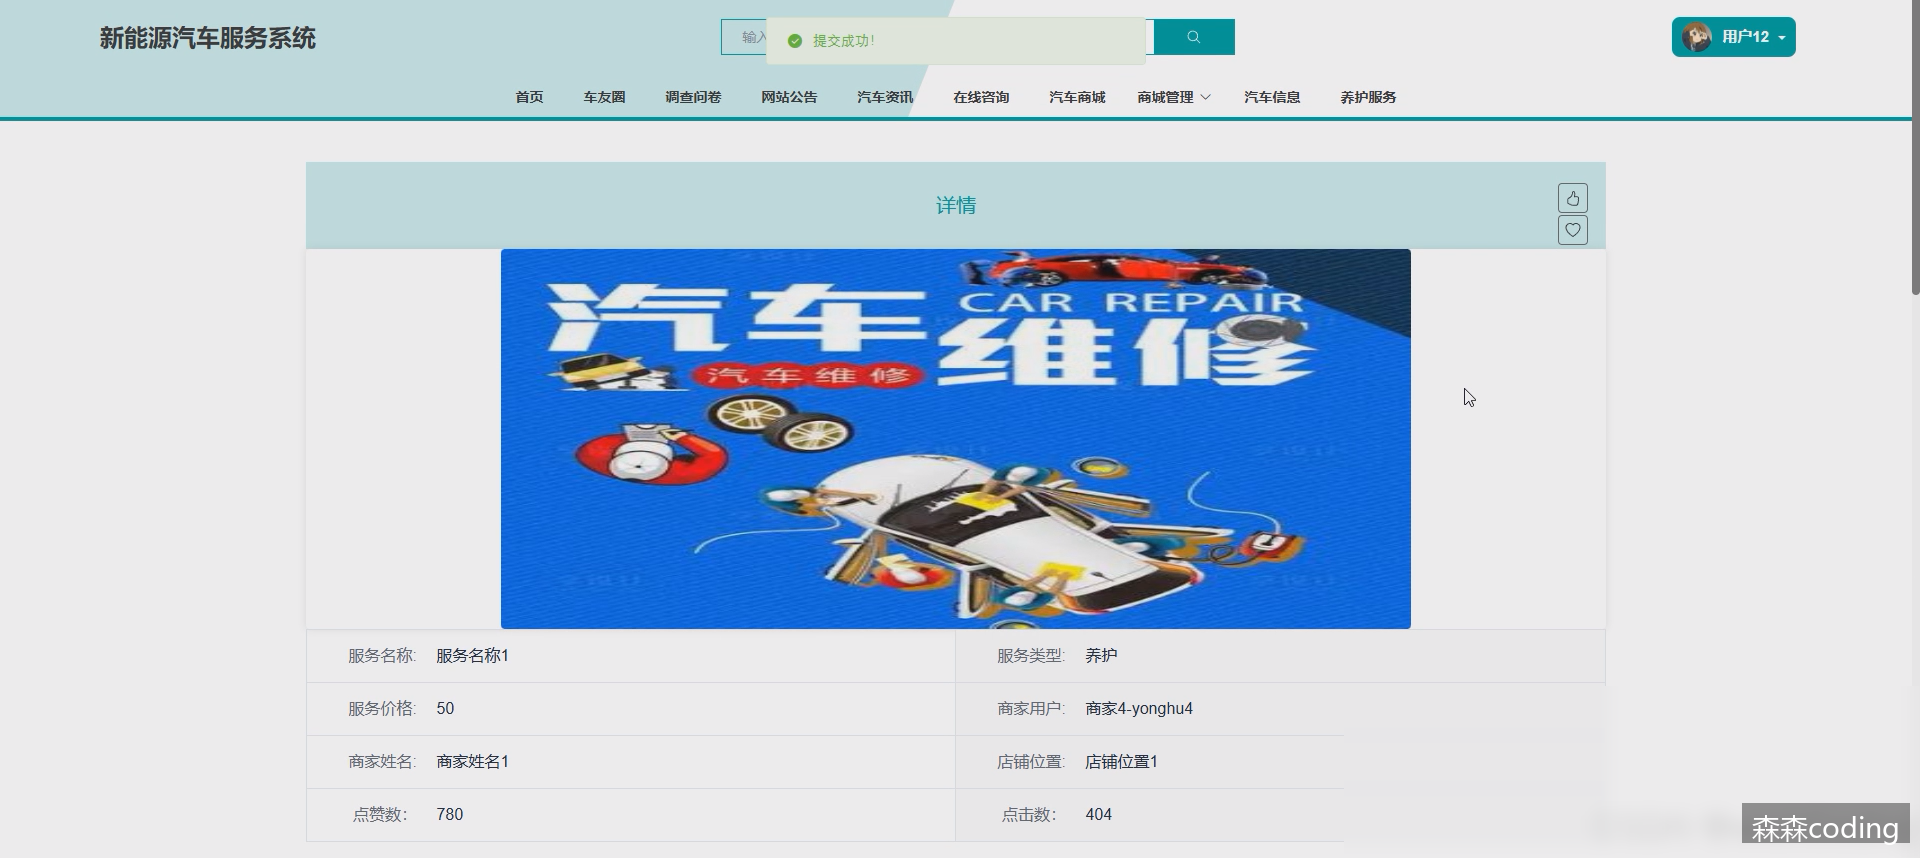 新能源汽车服务系统
输入
提交成功!
用户12
首页 车友圈 调查问卷 网站公告 汽车资讯 在线咨询 汽车商城 商城管理 汽车信息 养护服务
详情
CAR REPAIR
汽车
维修
汽车维修
服务名称: 服务名称1 服务类型: 养护
服务价格: 50 商家用户: 商家4-yonghu4
商家姓名: 商家姓名1 店铺位置: 店铺位置1
点赞数: 780 点击数: 404
森森coding